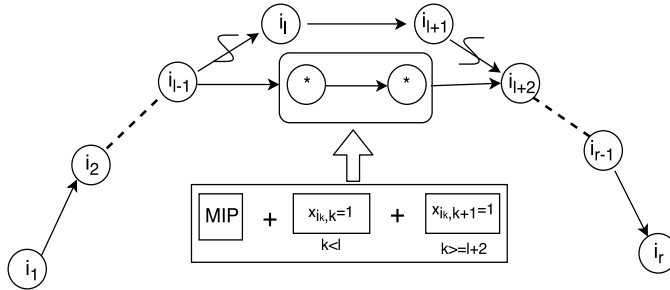 i_l
i_{l+1}
i_{l-1}
* *
i_{l+2}
i_2
i_{r-1}
MIP + x_{i_k,k}=1 + x_{i_k,k+1}=1
k<l
k>=l+2
i_1
i_r